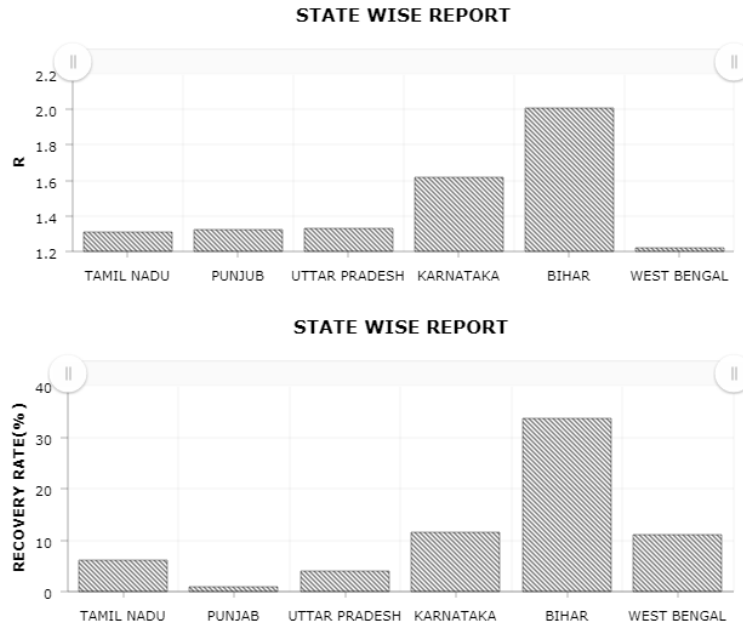 STATE WISE REPORT
2.2
2.0
1.8
1.6
1.4
1.2
R
TAMIL NADU PUNJUB UTTAR PRADESH KARNATAKA BIHAR WEST BENGAL
STATE WISE REPORT
40
30
20
10
0
RECOVERY RATE(%)
TAMIL NADU PUNJAB UTTAR PRADESH KARNATAKA BIHAR WEST BENGAL